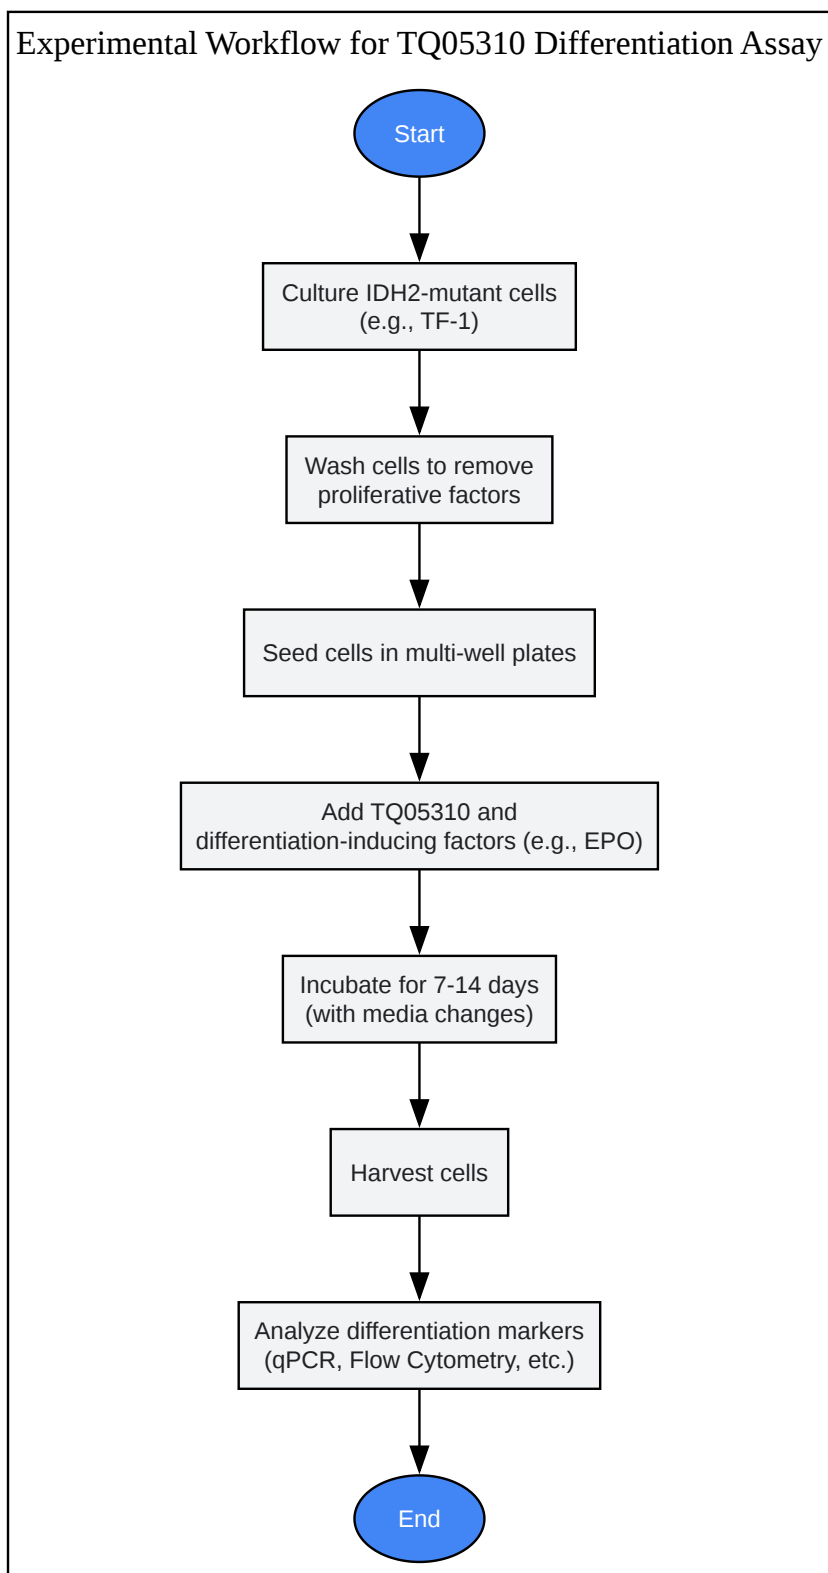 Experimental Workflow for TQ05310 Differentiation Assay
Start
Culture IDH2-mutant cells
(e.g., TF-1)
Wash cells to remove
proliferative factors
Seed cells in multi-well plates
Add TQ05310 and
differentiation-inducing factors (e.g., EPO)
Incubate for 7-14 days
(with media changes)
Harvest cells
Analyze differentiation markers
(qPCR, Flow Cytometry, etc.)
End